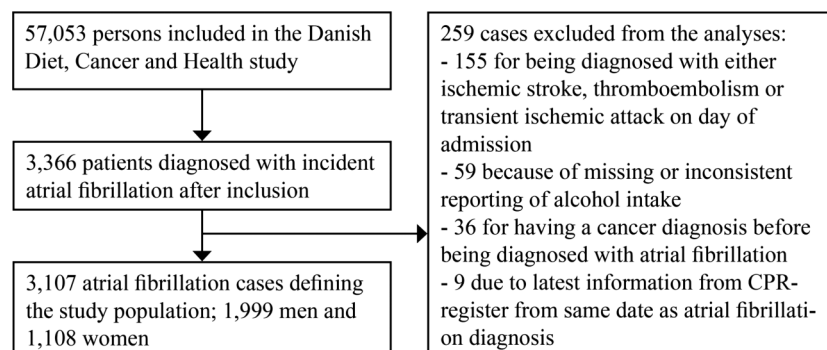 57,053 persons included in the Danish
Diet, Cancer and Health study
3,366 patients diagnosed with incident
atrial fibrillation after inclusion
3,107 atrial fibrillation cases defining
the study population; 1,999 men and
1,108 women
259 cases excluded from the analyses:
- 155 for being diagnosed with either
ischemic stroke, thromboembolism or
transient ischemic attack on day of
admission
- 59 because of missing or inconsistent
reporting of alcohol intake
- 36 for having a cancer diagnosis before
being diagnosed with atrial fibrillation
- 9 due to latest information from CPR-
register from same date as atrial fibrillati-
on diagnosis